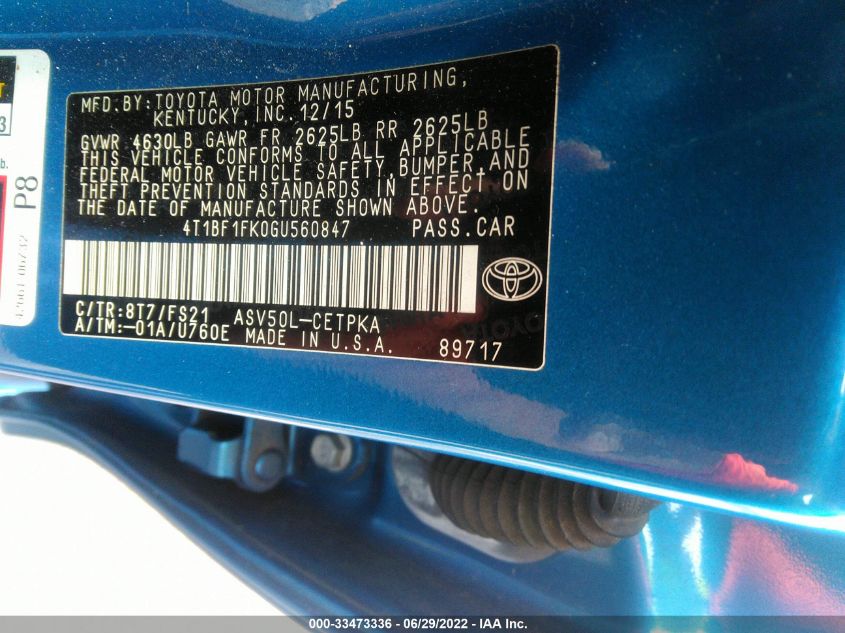 MFD.BY:TOYOTA MOTOR MANUFACTURING,
KENTUCKY,INC.12/15
GVWR 4630LB GAWR FR 2625LB RR 2625LB
THIS VEHICLE CONFORMS TO ALL APPLICABLE
FEDERAL MOTOR VEHICLE SAFETY,BUMPER,AND
THEFT PREVENTION STANDARDS IN EFFECT ON
THE DATE OF MANUFACTURE SHOWN ABOVE.
4T1BF1FK0GU560847 PASS.CAR
C/TR:8T7/FS21 ASV50L-CETPKA
A/TM:-01A/U760E MADE IN U.S.A. 89717
P8
000-33473336 - 06/29/2022 - IAA Inc.